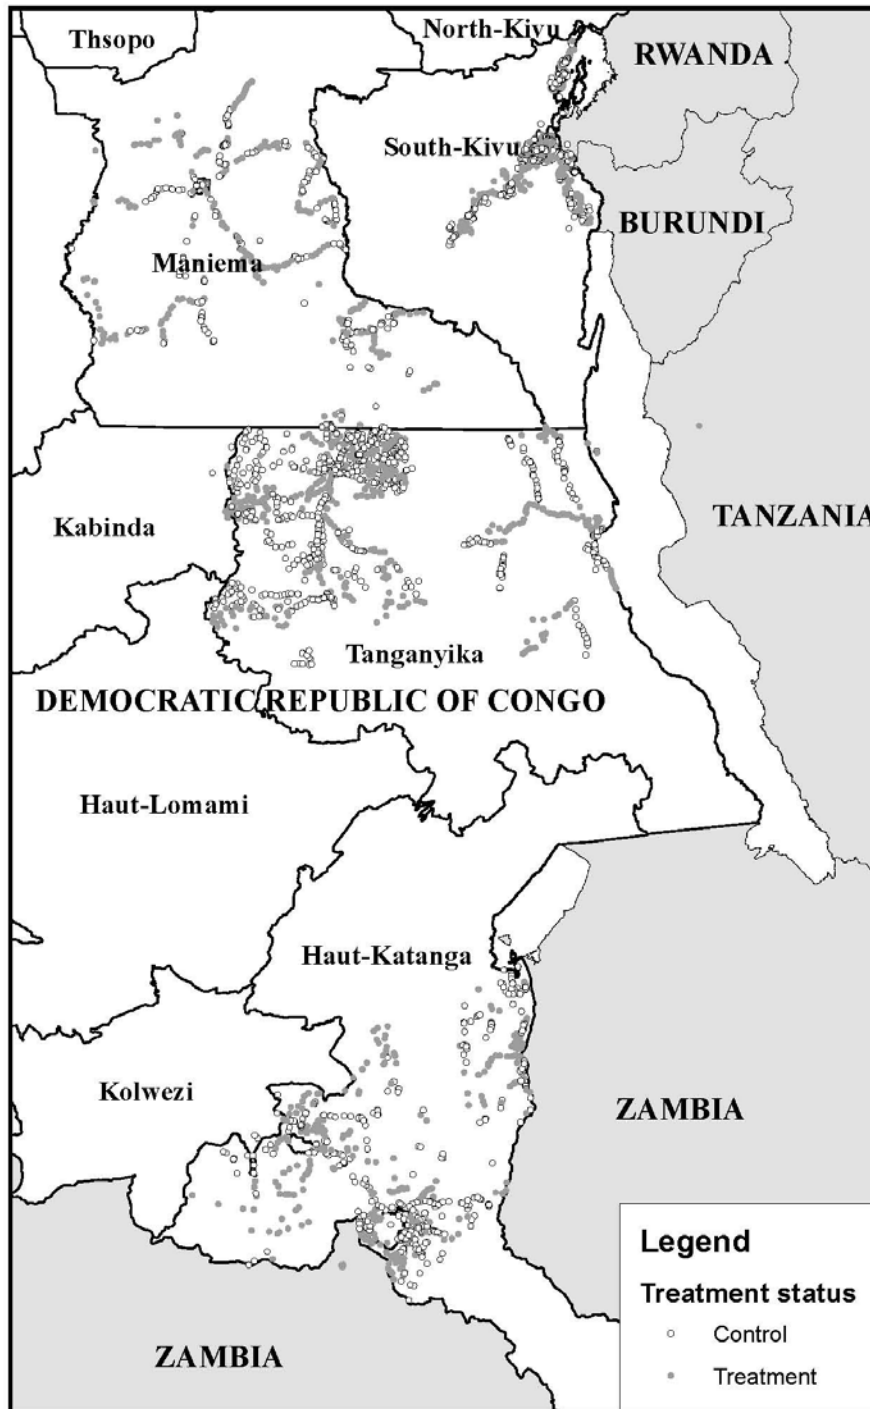 Thsopo
North-Kivu
RWANDA
South-Kivu
BURUNDI
Maniema
TANZANIA
Kabinda
Tanganyika
DEMOCRATIC REPUBLIC OF CONGO
Haut-Lomami
Haut-Katanga
Kolwezi
ZAMBIA
Legend
Treatment status
Control
Treatment
ZAMBIA